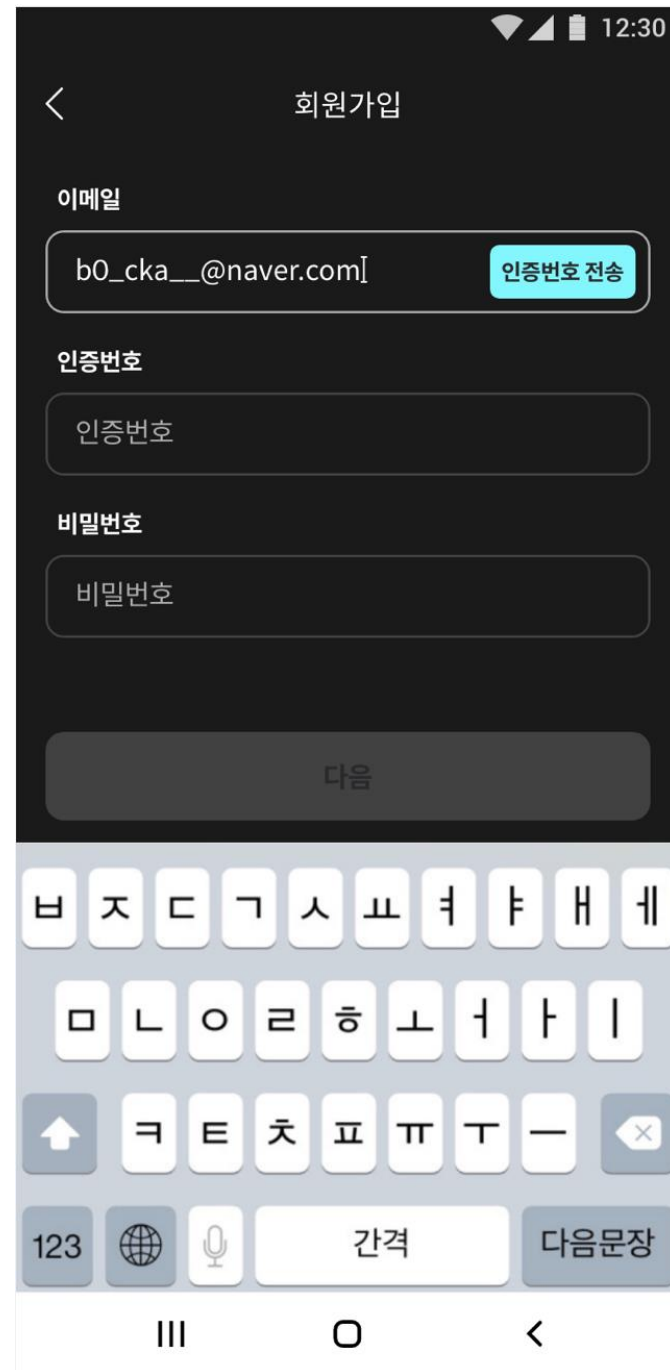 12:30
회원가입
이메일
b0_cka__@naver.com
인증번호 전송
인증번호
인증번호
비밀번호
비밀번호
다음
ㅂ ㅈ ㄷ ㄱ ㅅ ㅛ ㅕ ㅑ ㅐ ㅔ
ㅁ ㄴ ㅇ ㄹ ㅎ ㅗ ㅓ ㅏ ㅣ
ㅋ ㅌ ㅊ ㅍ ㅠ ㅜ ㅡ
123 간격 다음문장